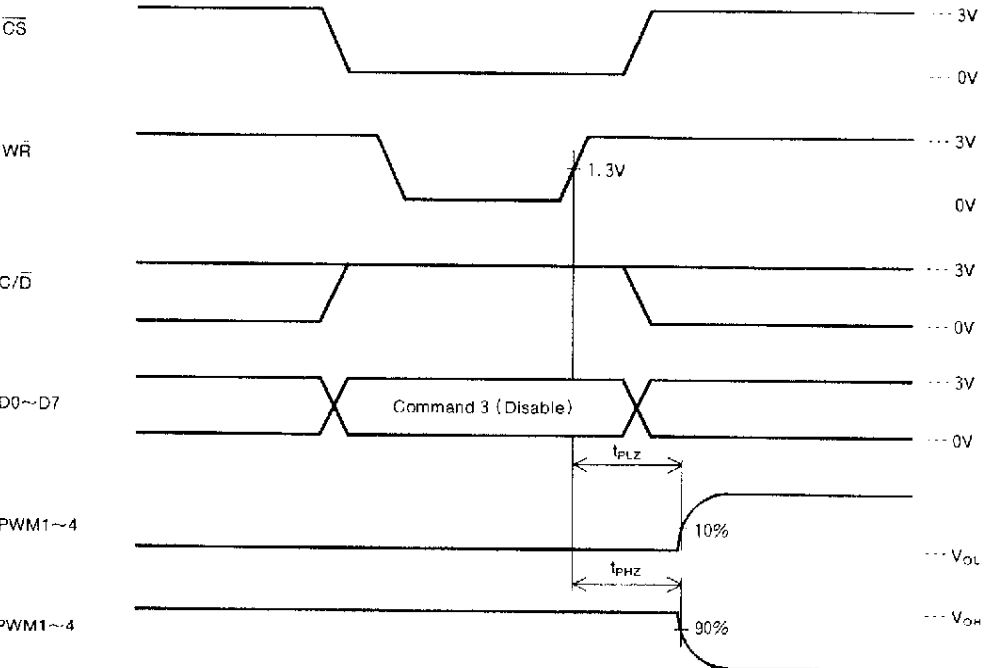 C̅S̅
--- 3V
--- 0V
WR̅
--- 3V
1.3V
0V
C/D̅
--- 3V
--- 0V
D0～D7
Command 3 (Disable)
--- 3V
--- 0V
tPLZ
PWM1～4
10%
--- VOL
tPHZ
PWM1～4
90%
--- VOH